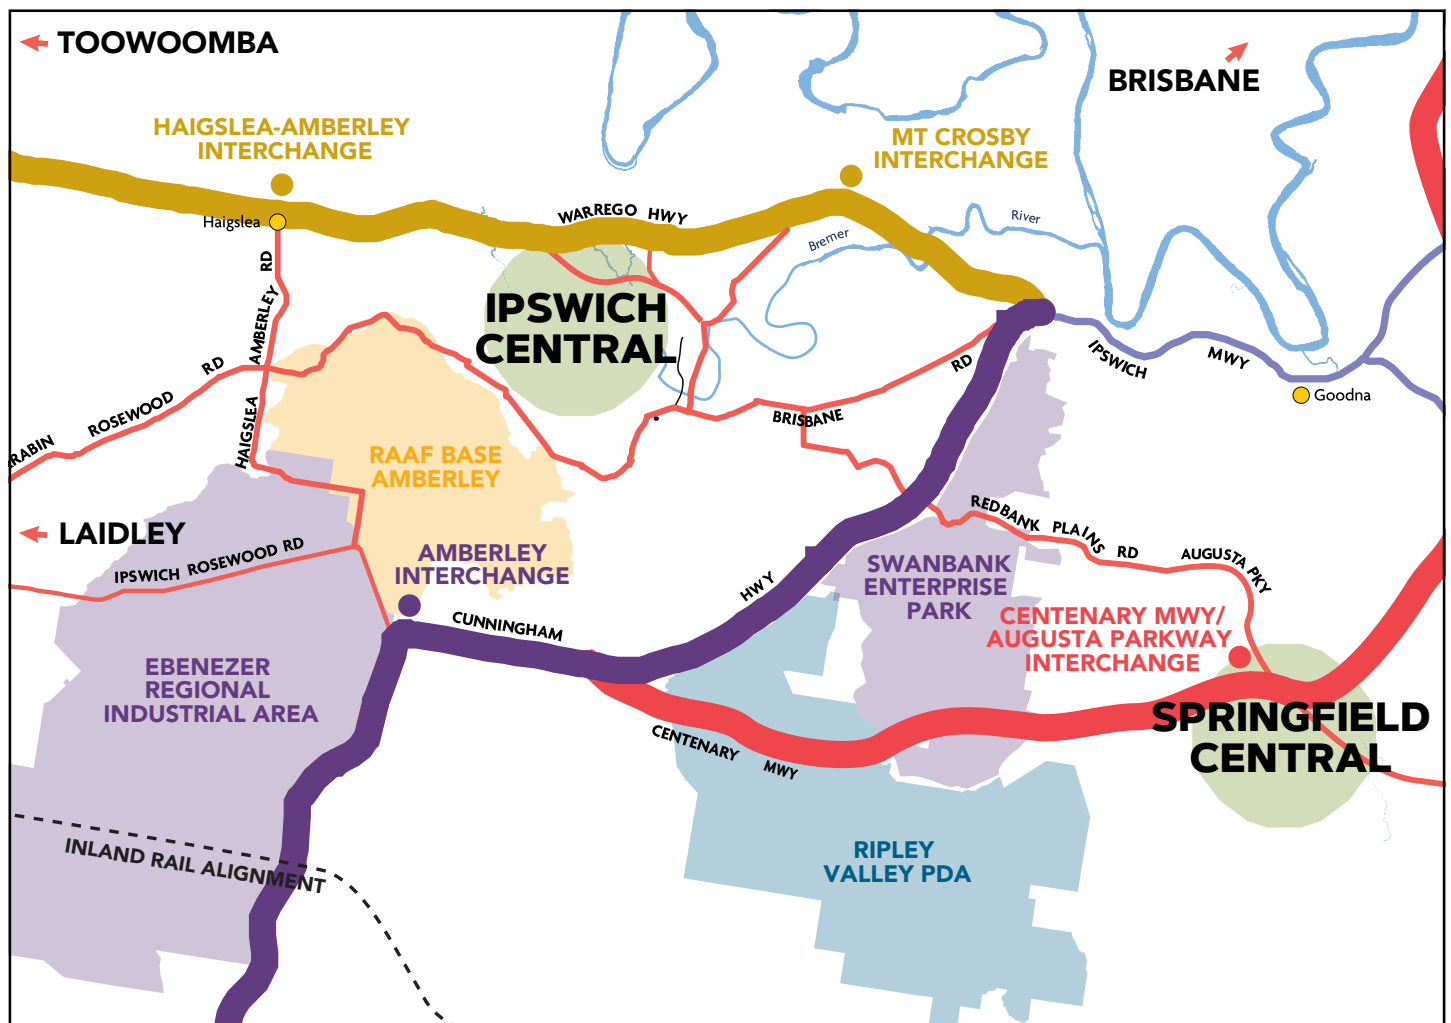 TOOWOOMBA
BRISBANE
HAIGSLEA-AMBERLEY
INTERCHANGE
MT CROSBY
INTERCHANGE
Haigslea
WARREGO HWY
Bremer River
IPSWICH
CENTRAL
HAIGSLEA AMBERLEY RD
ROSEWOOD RD
IPSWICH MWY
Goodna
BRISBANE RD
RAAF BASE
AMBERLEY
LAIDLEY
IPSWICH ROSEWOOD RD
AMBERLEY
INTERCHANGE
REDBANK PLAINS RD
AUGUSTA PKY
SWANBANK
ENTERPRISE
PARK
CUNNINGHAM HWY
CENTENARY MWY/
AUGUSTA PARKWAY
INTERCHANGE
EBENEZER
REGIONAL
INDUSTRIAL AREA
SPRINGFIELD
CENTRAL
CENTENARY MWY
INLAND RAIL ALIGNMENT
RIPLEY
VALLEY PDA